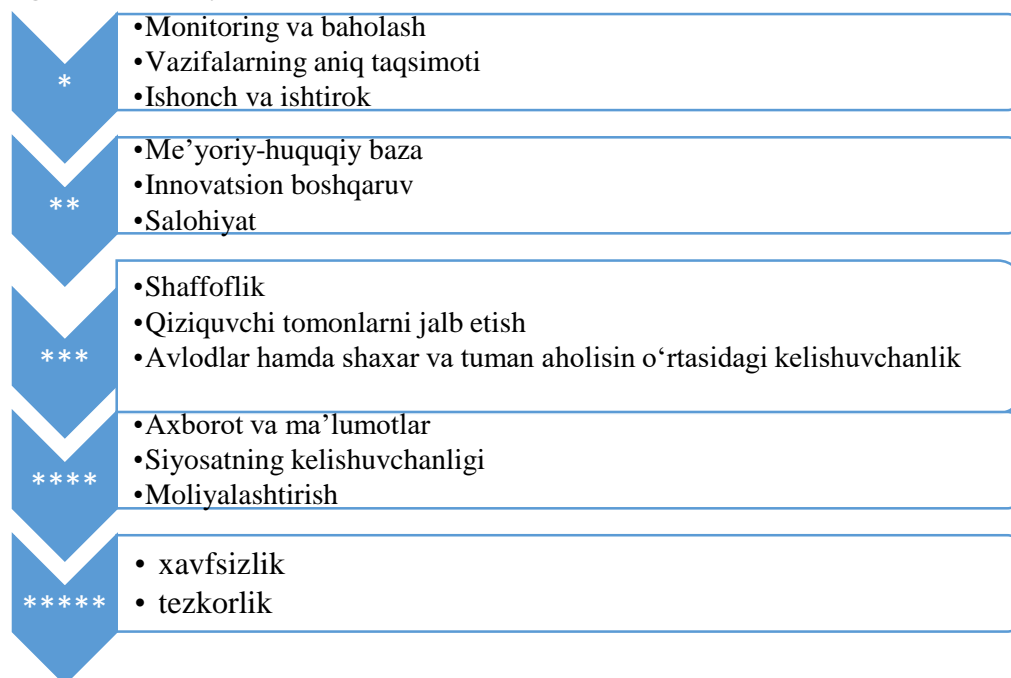 *
•Monitoring va baholash
•Vazifalarning aniq taqsimoti
•Ishonch va ishtirok
**
•Me’yoriy-huquqiy baza
•Innovatsion boshqaruv
•Salohiyat
***
•Shaffoflik
•Qiziquvchi tomonlarni jalb etish
•Avlodlar hamda shaxar va tuman aholisin o‘rtasidagi kelishuvchanlik
****
•Axborot va ma’lumotlar
•Siyosatning kelishuvchanligi
•Moliyalashtirish
*****
• xavfsizlik
• tezkorlik